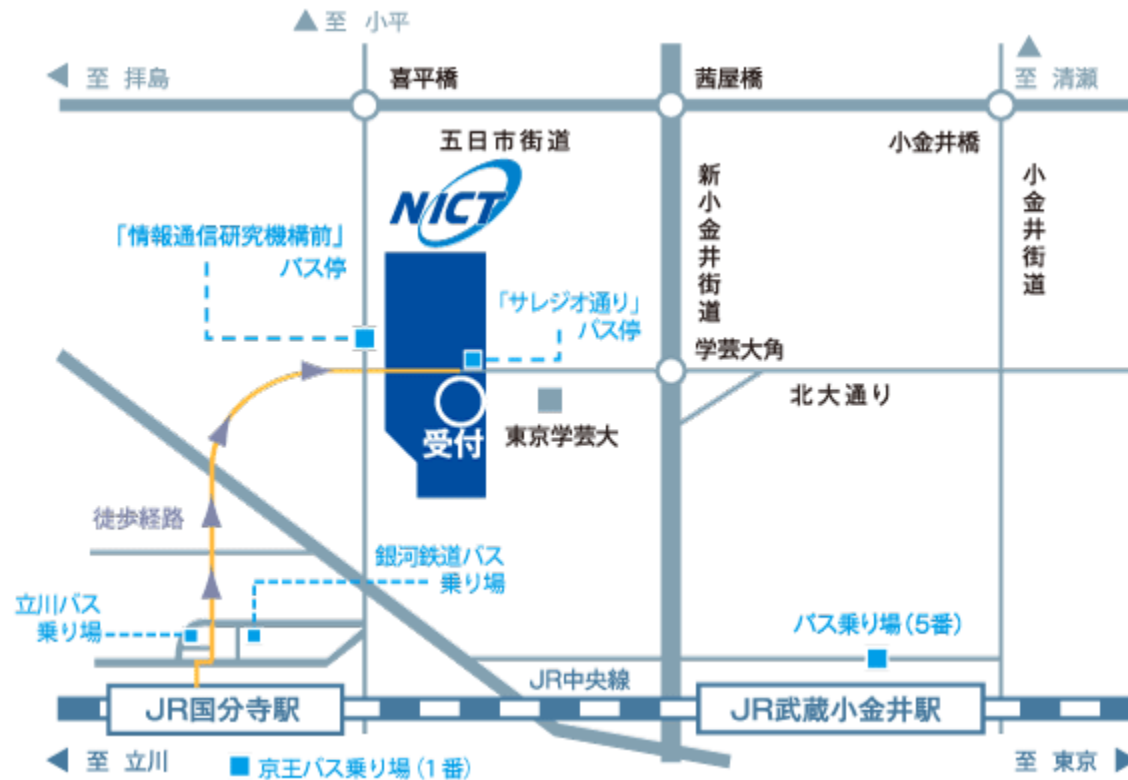 至 小平
至 拝島
喜平橋
茜屋橋
至 清瀬
五日市街道
小金井橋
NICT
新小金井街道
小金井街道
「情報通信研究機構前」
バス停
「サレジオ通り」
バス停
学芸大角
北大通り
受付
東京学芸大
徒歩経路
銀河鉄道バス
乗り場
立川バス
乗り場
バス乗り場(5番)
JR中央線
JR国分寺駅
JR武蔵小金井駅
至 立川
京王バス乗り場(1番)
至 東京